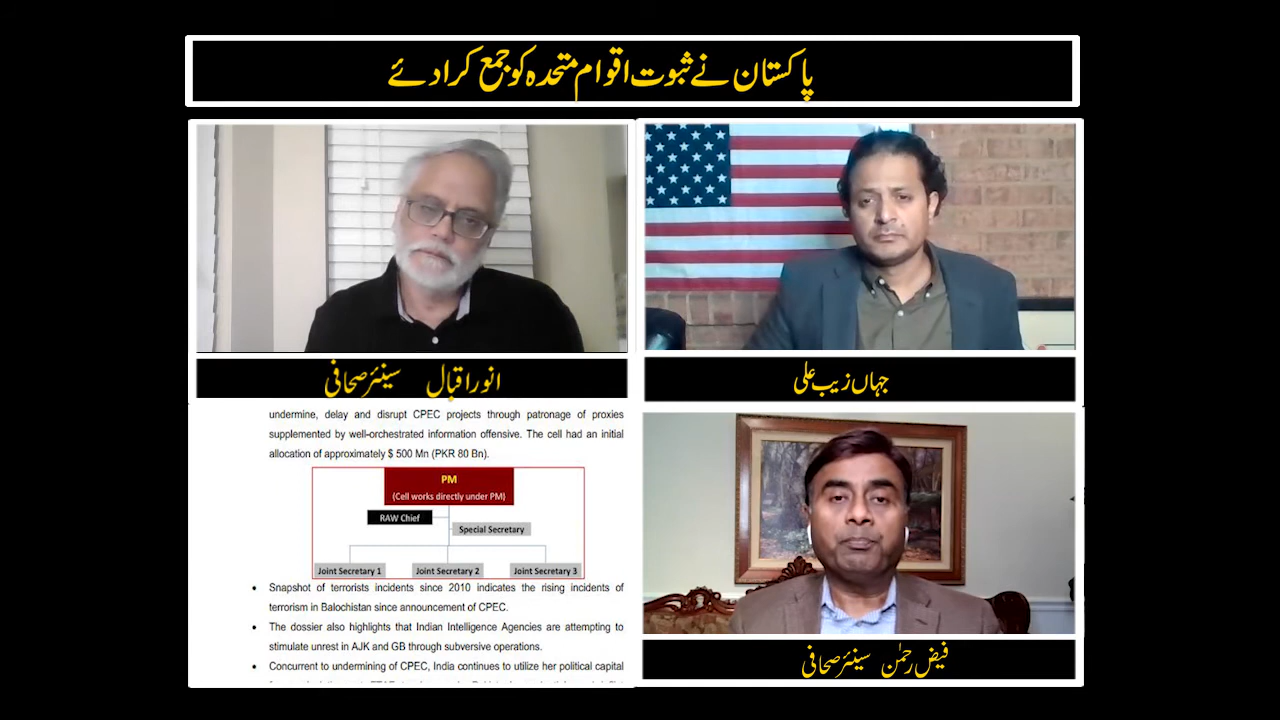 پاکستان نے ثبوت اقوام متحدہ کو جمع کرا دئے
انور اقبال سینئر صحافی
جہاں زیب علی
undermine, delay and disrupt CPEC projects through patronage of proxies
supplemented by well-orchestrated information offensive. The cell had an initial
allocation of approximately $ 500 Mn (PKR 80 Bn).
PM
(Cell works directly under PM)
RAW Chief
Special Secretary
Joint Secretary 1 Joint Secretary 2 Joint Secretary 3
• Snapshot of terrorists incidents since 2010 indicates the rising incidents of
terrorism in Balochistan since announcement of CPEC.
• The dossier also highlights that Indian Intelligence Agencies are attempting to
stimulate unrest in AJK and GB through subversive operations.
• Concurrent to undermining of CPEC, India continues to utilize her political capital
فیض رحمٰن سینئر صحافی